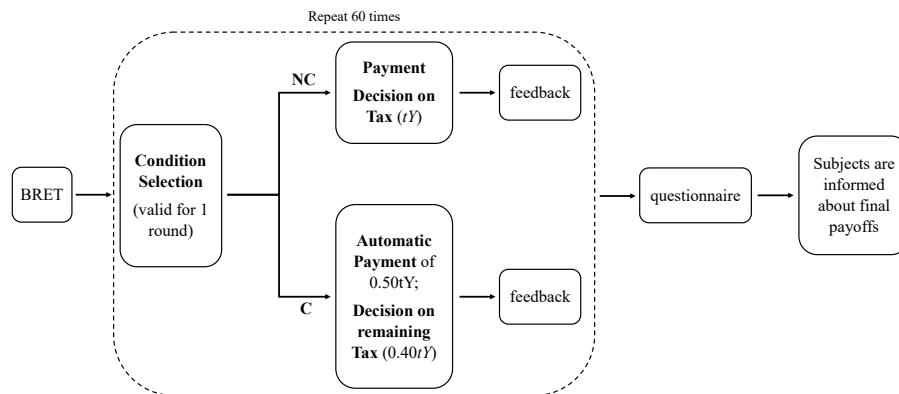 Repeat 60 times
BRET
Condition
Selection
(valid for 1
round)
NC
Payment
Decision on
Tax (tY)
feedback
C
Automatic
Payment of
0.50tY;
Decision on
remaining
Tax (0.40tY)
feedback
questionnaire
Subjects are
informed
about final
payoffs